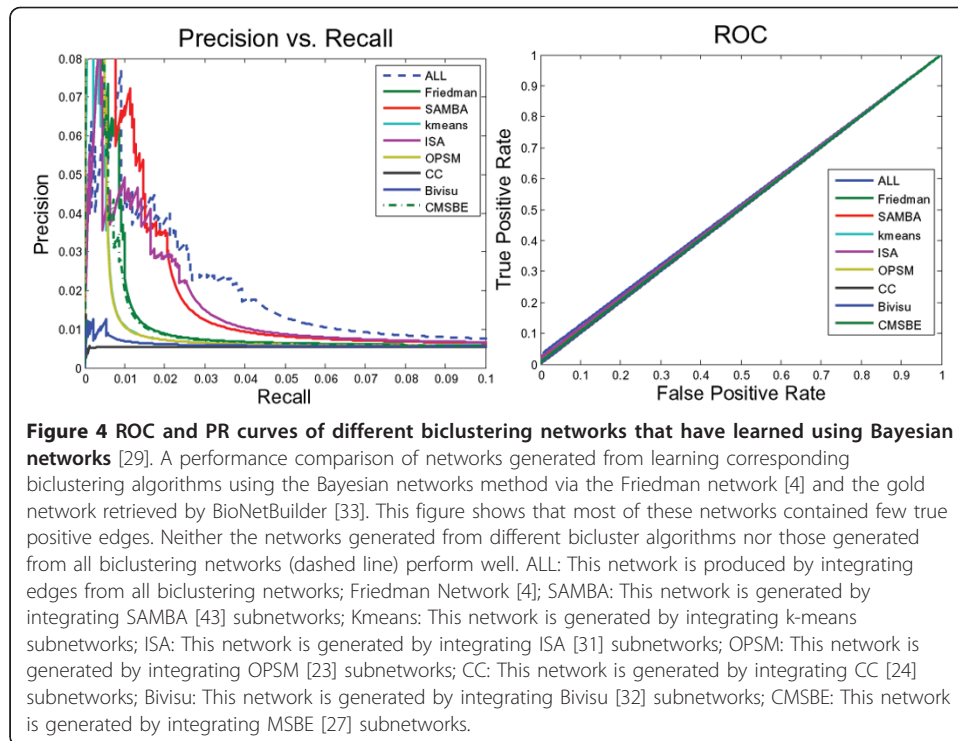 Precision vs. Recall
0.08
0.07
0.06
0.05
0.04
0.03
0.02
0.01
0
Precision
0 0.01 0.02 0.03 0.04 0.05 0.06 0.07 0.08 0.09 0.1
Recall
ALL
Friedman
SAMBA
kmeans
ISA
OPSM
CC
Bivisu
CMSBE
ROC
1
0.9
0.8
0.7
0.6
0.5
0.4
0.3
0.2
0.1
0
True Positive Rate
0 0.1 0.2 0.3 0.4 0.5 0.6 0.7 0.8 0.9 1
False Positive Rate
ALL
Friedman
SAMBA
kmeans
ISA
OPSM
CC
Bivisu
CMSBE
Figure 4 ROC and PR curves of different biclustering networks that have learned using Bayesian
networks [29]. A performance comparison of networks generated from learning corresponding
biclustering algorithms using the Bayesian networks method via the Friedman network [4] and the gold
network retrieved by BioNetBuilder [33]. This figure shows that most of these networks contained few true
positive edges. Neither the networks generated from different bicluster algorithms nor those generated
from all biclustering networks (dashed line) perform well. ALL: This network is produced by integrating
edges from all biclustering networks; Friedman Network [4]; SAMBA: This network is generated by
integrating SAMBA [43] subnetworks; Kmeans: This network is generated by integrating k-means
subnetworks; ISA: This network is generated by integrating ISA [31] subnetworks; OPSM: This network is
generated by integrating OPSM [23] subnetworks; CC: This network is generated by integrating CC [24]
subnetworks; Bivisu: This network is generated by integrating Bivisu [32] subnetworks; CMSBE: This network
is generated by integrating MSBE [27] subnetworks.